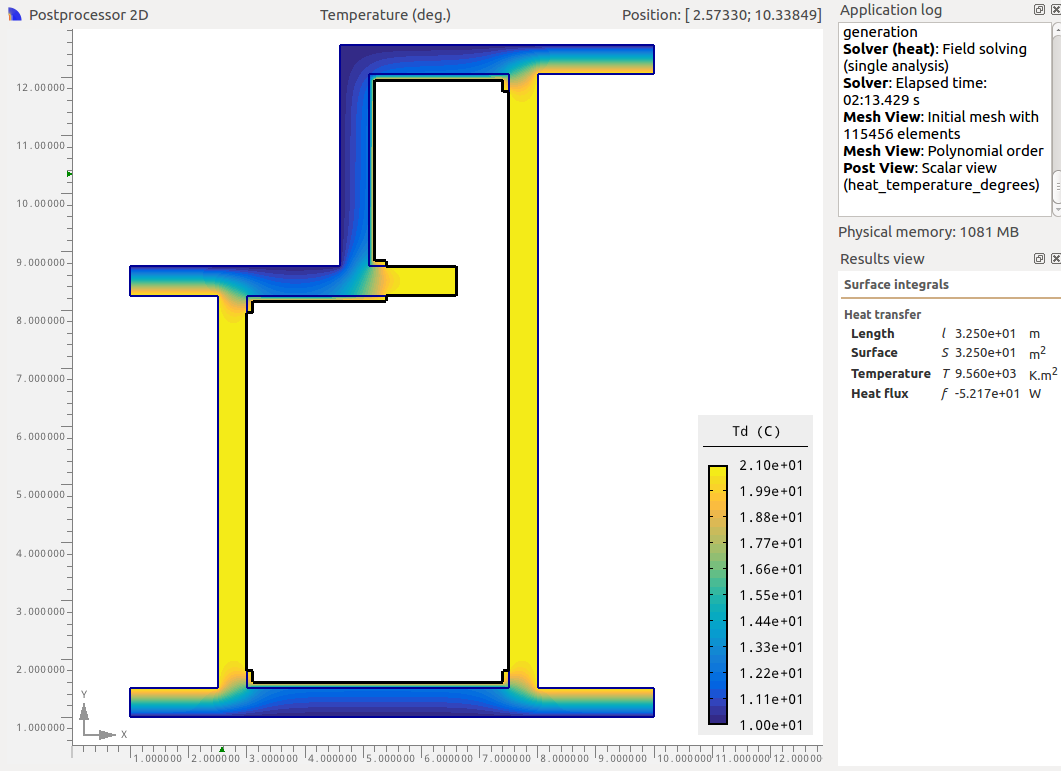 Postprocessor 2D
Temperature (deg.)
Position: [ 2.57330; 10.33849]
Application log
generation
Solver (heat): Field solving
(single analysis)
Solver: Elapsed time:
02:13.429 s
Mesh View: Initial mesh with
115456 elements
Mesh View: Polynomial order
Post View: Scalar view
(heat_temperature_degrees)
Physical memory: 1081 MB
Results view
Surface integrals
Heat transfer
Length l 3.250e+01 m
Surface S 3.250e+01 m²
Temperature T 9.560e+03 K.m²
Heat flux f -5.217e+01 W
12.00000
11.00000
10.00000
9.000000
8.000000
7.000000
6.000000
5.000000
4.000000
3.000000
2.000000
1.000000
Y
X
1.000000 2.000000 3.000000 4.000000 5.000000 6.000000 7.000000 8.000000 9.000000 10.000000 11.000000 12.00000
Td (C)
2.10e+01
1.99e+01
1.88e+01
1.77e+01
1.66e+01
1.55e+01
1.44e+01
1.33e+01
1.22e+01
1.11e+01
1.00e+01